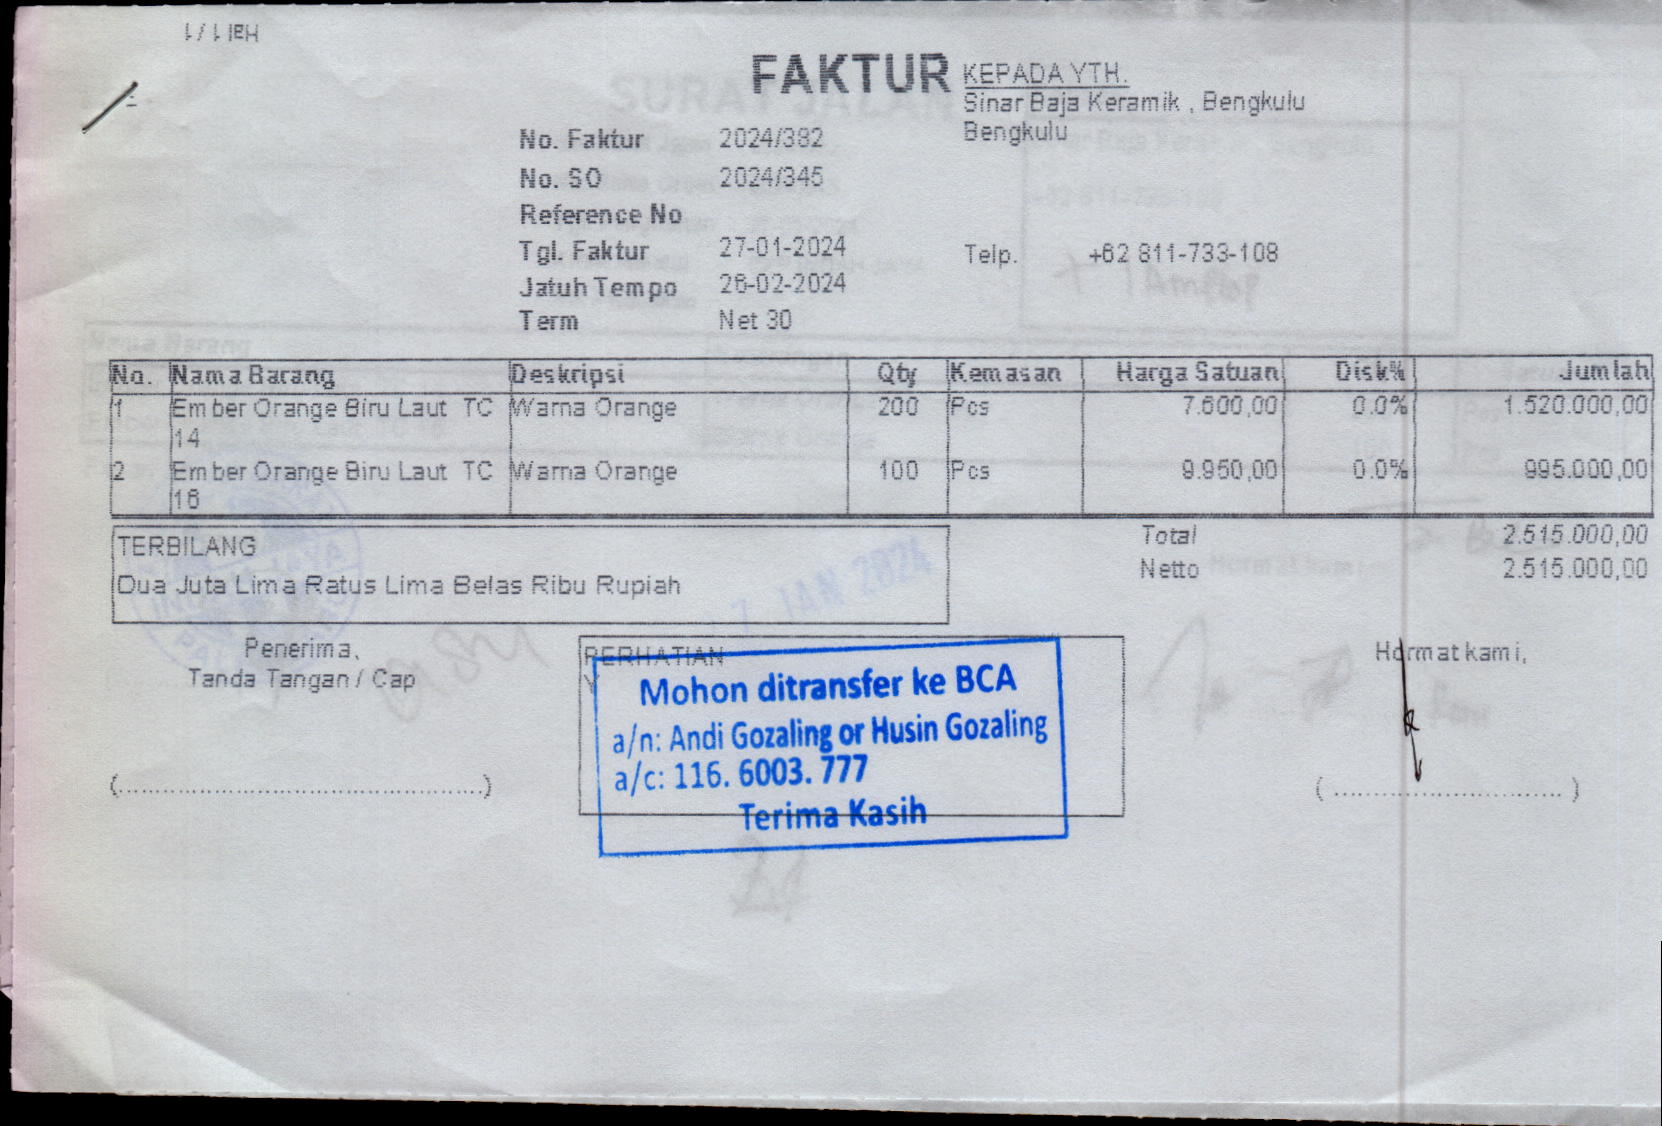 Hal 1 / 1
FAKTUR
KEPADA YTH.
Sinar Baja Keramik , Bengkulu
Bengkulu
No. Faktur 2024/382
No. SO 2024/345
Reference No
Tgl. Faktur 27-01-2024
Telp. +62 811-733-108
Jatuh Tempo 26-02-2024
Term Net 30
No. Nama Barang Deskripsi Qty Kemasan Harga Satuan Disk% Jumlah
1 Ember Orange Biru Laut TC Warna Orange 200 Pcs 7.600,00 0.0% 1.520.000,00
14
2 Ember Orange Biru Laut TC Warna Orange 100 Pcs 9.950,00 0.0% 995.000,00
16
Total 2.515.000,00
Netto 2.515.000,00
TERBILANG
Dua Juta Lima Ratus Lima Belas Ribu Rupiah
Penerima,
Tanda Tangan / Cap
(................................................)
PERHATIAN
Mohon ditransfer ke BCA
a/n: Andi Gozaling or Husin Gozaling
a/c: 116. 6003. 777
Terima Kasih
Hormat kami,
( ............................. )